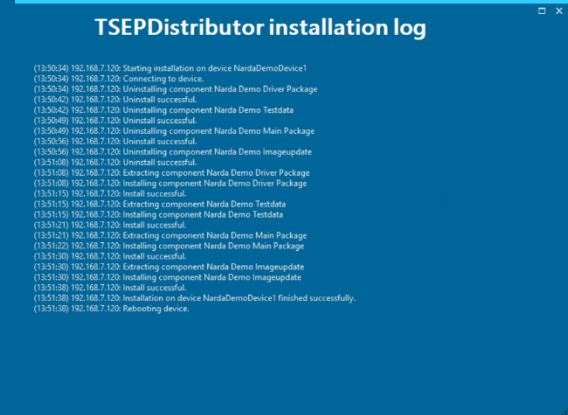 TSEPDistributor installation log
(13:50:34) 192.168.7.120: Starting installation on device NardaDemoDevice1
(13:50:34) 192.168.7.120: Connecting to device.
(13:50:34) 192.168.7.120: Uninstalling component Narda Demo Driver Package
(13:50:42) 192.168.7.120: Uninstall successful.
(13:50:42) 192.168.7.120: Uninstalling component Narda Demo Testdata
(13:50:49) 192.168.7.120: Uninstall successful.
(13:50:49) 192.168.7.120: Uninstalling component Narda Demo Main Package
(13:50:56) 192.168.7.120: Uninstall successful.
(13:50:56) 192.168.7.120: Uninstalling component Narda Demo Imageupdate
(13:51:08) 192.168.7.120: Uninstall successful.
(13:51:08) 192.168.7.120: Extracting component Narda Demo Driver Package
(13:51:08) 192.168.7.120: Installing component Narda Demo Driver Package
(13:51:15) 192.168.7.120: Install successful.
(13:51:15) 192.168.7.120: Extracting component Narda Demo Testdata
(13:51:15) 192.168.7.120: Installing component Narda Demo Testdata
(13:51:21) 192.168.7.120: Install successful.
(13:51:21) 192.168.7.120: Extracting component Narda Demo Main Package
(13:51:22) 192.168.7.120: Installing component Narda Demo Main Package
(13:51:30) 192.168.7.120: Install successful.
(13:51:30) 192.168.7.120: Extracting component Narda Demo Imageupdate
(13:51:30) 192.168.7.120: Installing component Narda Demo Imageupdate
(13:51:38) 192.168.7.120: Install successful.
(13:51:38) 192.168.7.120: Installation on device NardaDemoDevice1 finished successfully.
(13:51:38) 192.168.7.120: Rebooting device.